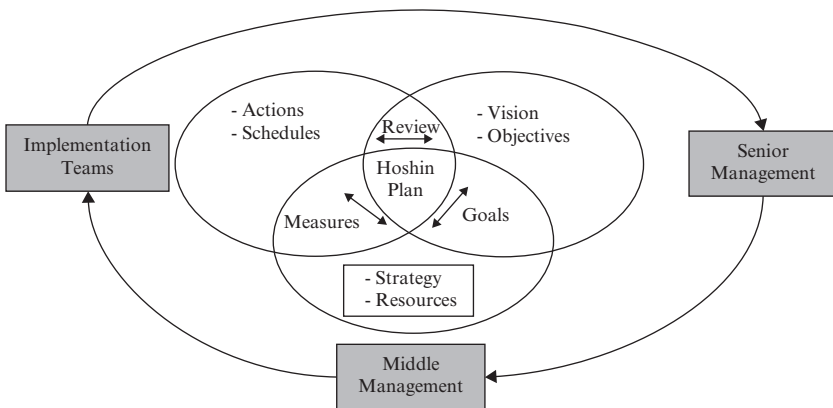 - Actions
- Schedules
- Vision
- Objectives
Review
Implementation
Teams
Senior
Management
Hoshin
Plan
Measures
Goals
- Strategy
- Resources
Middle
Management